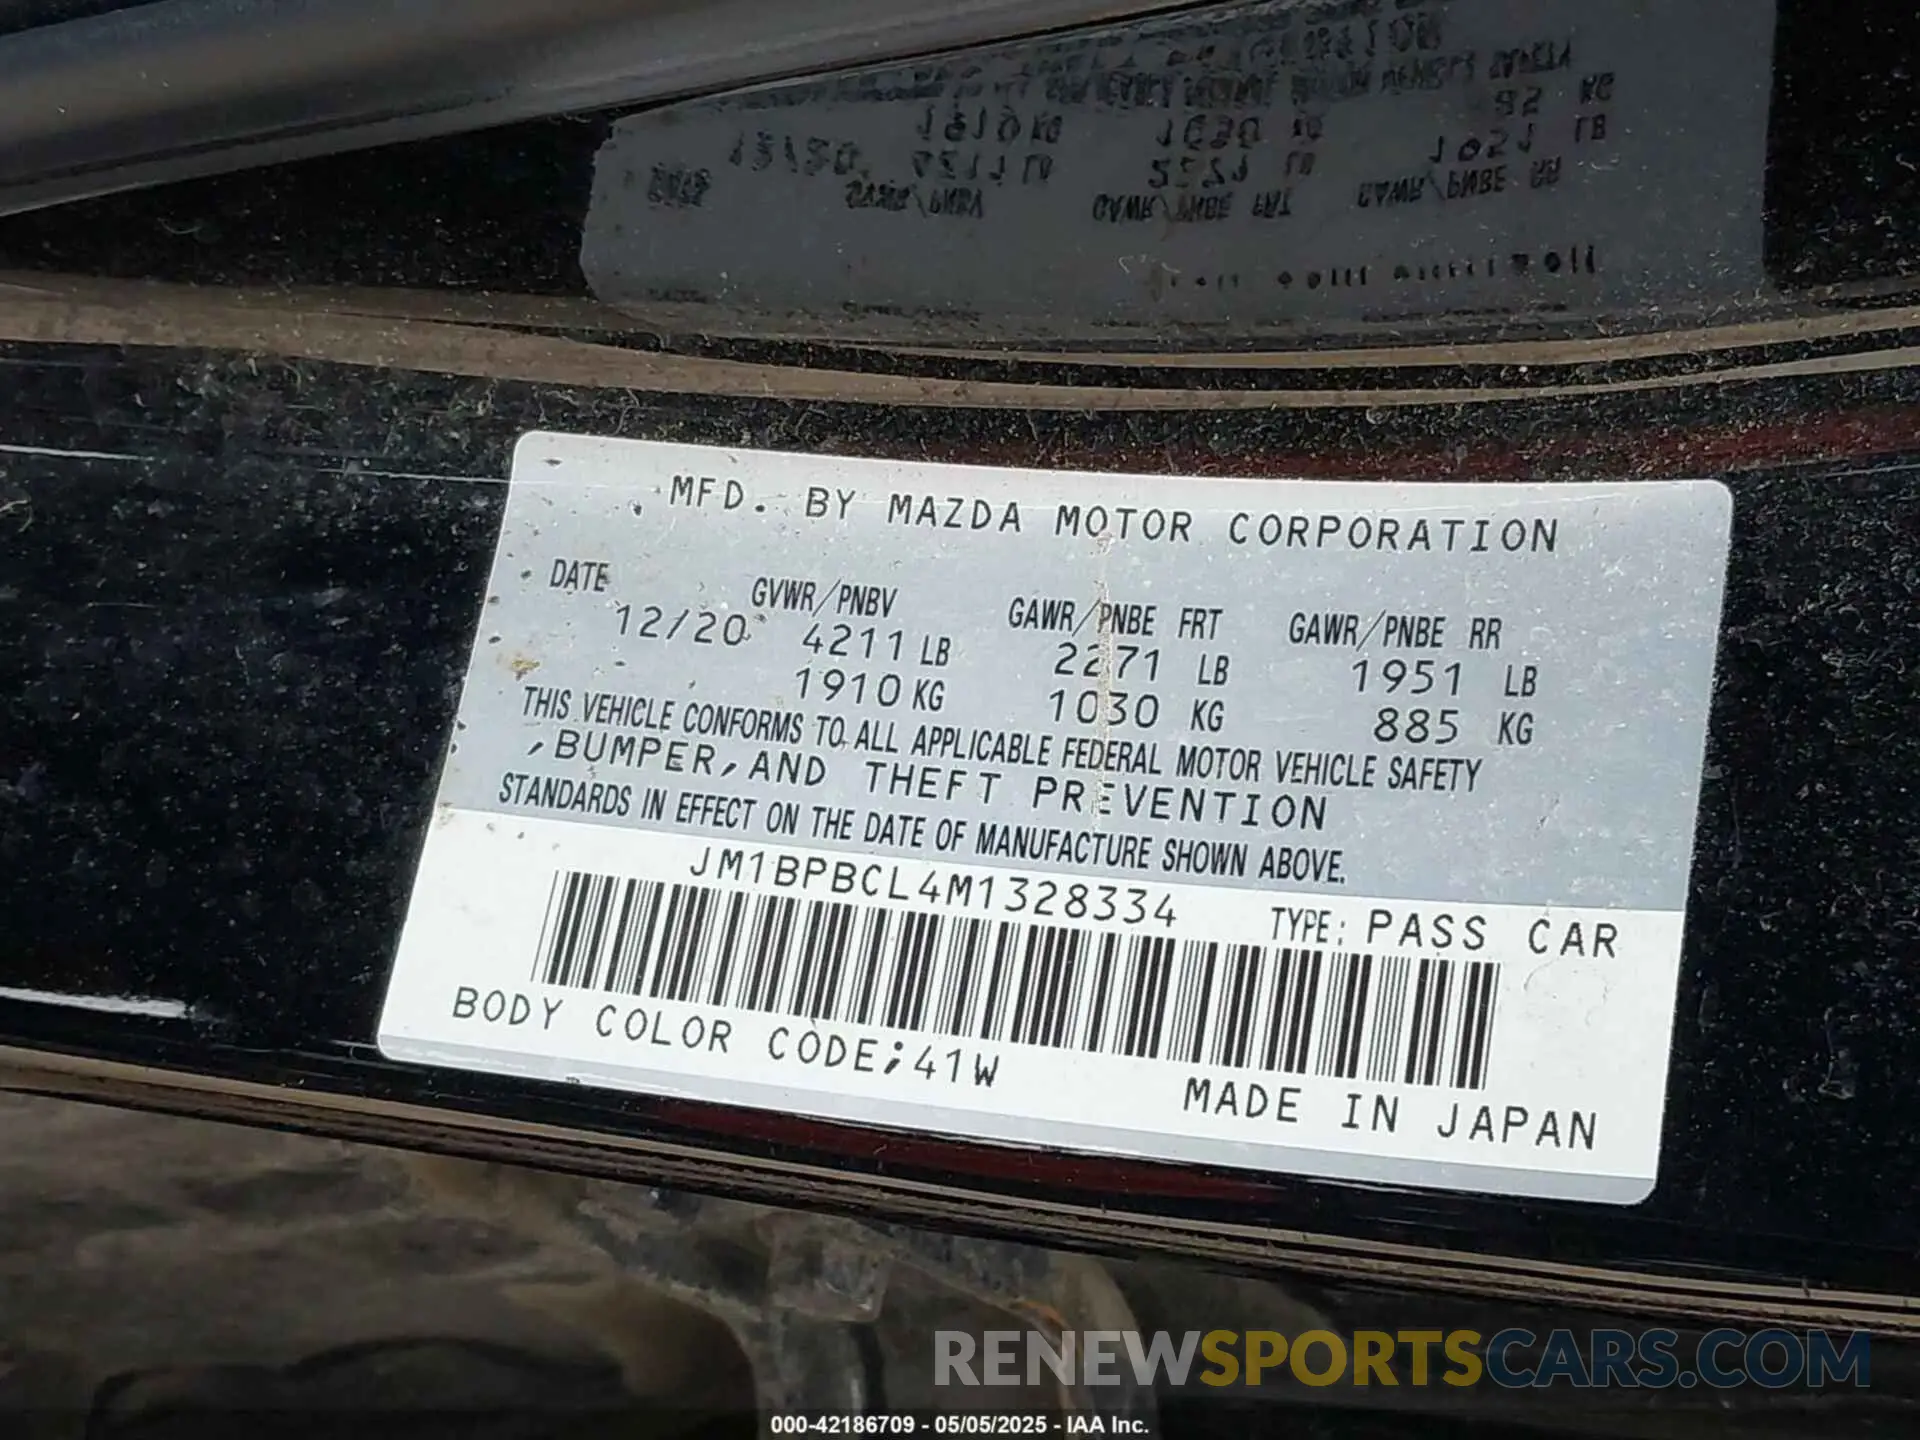 MFD. BY MAZDA MOTOR CORPORATION
DATE GVWR/PNBV GAWR/PNBE FRT GAWR/PNBE RR
12/20 4211 LB 2271 LB 1951 LB
1910 KG 1030 KG 885 KG
THIS VEHICLE CONFORMS TO ALL APPLICABLE FEDERAL MOTOR VEHICLE SAFETY
,BUMPER,AND THEFT PREVENTION
STANDARDS IN EFFECT ON THE DATE OF MANUFACTURE SHOWN ABOVE.
JM1BPBCL4M1328334 TYPE: PASS CAR
BODY COLOR CODE;41W
MADE IN JAPAN
RENEWSPORTSCARS.COM
000-42186709 - 05/05/2025 - IAA Inc.